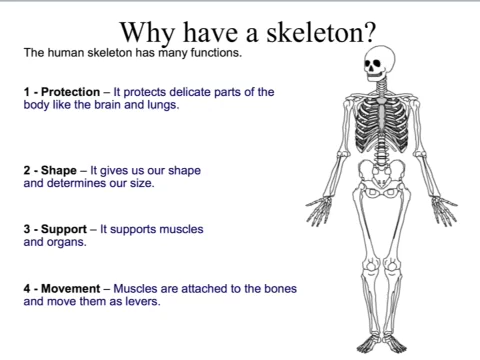 Why have a skeleton?
The human skeleton has many functions.
1 - Protection – It protects delicate parts of the
body like the brain and lungs.
2 - Shape – It gives us our shape
and determines our size.
3 - Support – It supports muscles
and organs.
4 - Movement – Muscles are attached to the bones
and move them as levers.